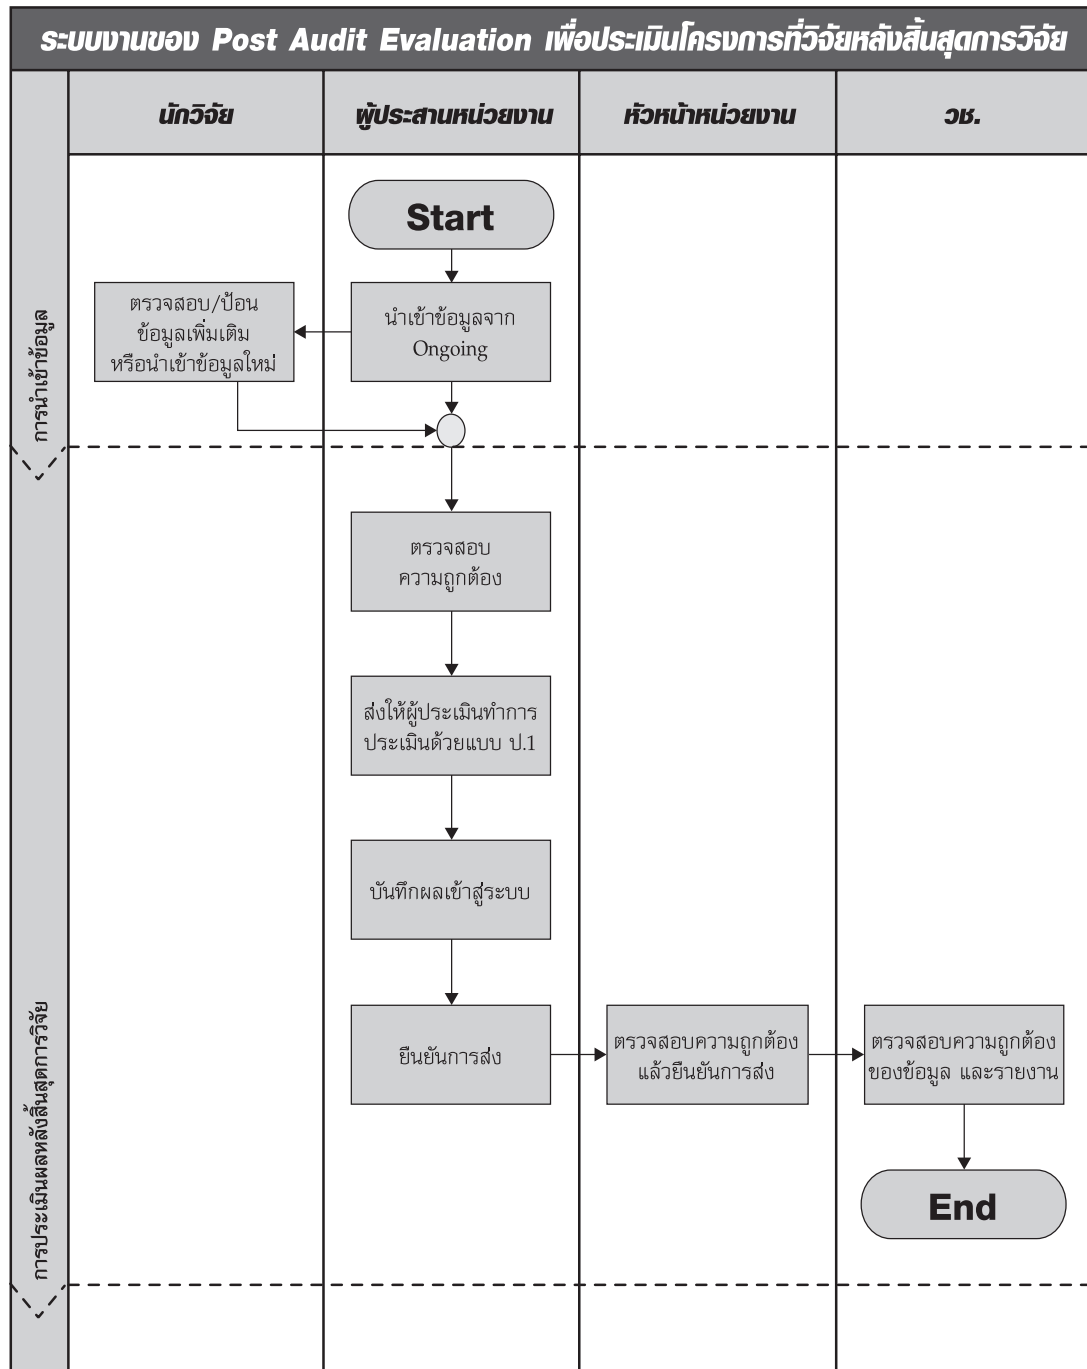 ระบบงานของ Post Audit Evaluation เพื่อประเมินโครงการที่วิจัยหลังสิ้นสุดการวิจัย
นักวิจัย
ผู้ประสานหน่วยงาน
หัวหน้าหน่วยงาน
วช.
การนำเข้าข้อมูล
Start
ตรวจสอบ/ป้อน
ข้อมูลเพิ่มเติม
หรือนำเข้าข้อมูลใหม่
นำเข้าข้อมูลจาก
Ongoing
ตรวจสอบ
ความถูกต้อง
ส่งให้ผู้ประเมินทำการ
ประเมินด้วยแบบ ป.1
บันทึกผลเข้าสู่ระบบ
การประเมินผลหลังสิ้นสุดการวิจัย
ยืนยันการส่ง
ตรวจสอบความถูกต้อง
แล้วยืนยันการส่ง
ตรวจสอบความถูกต้อง
ของข้อมูล และรายงาน
End